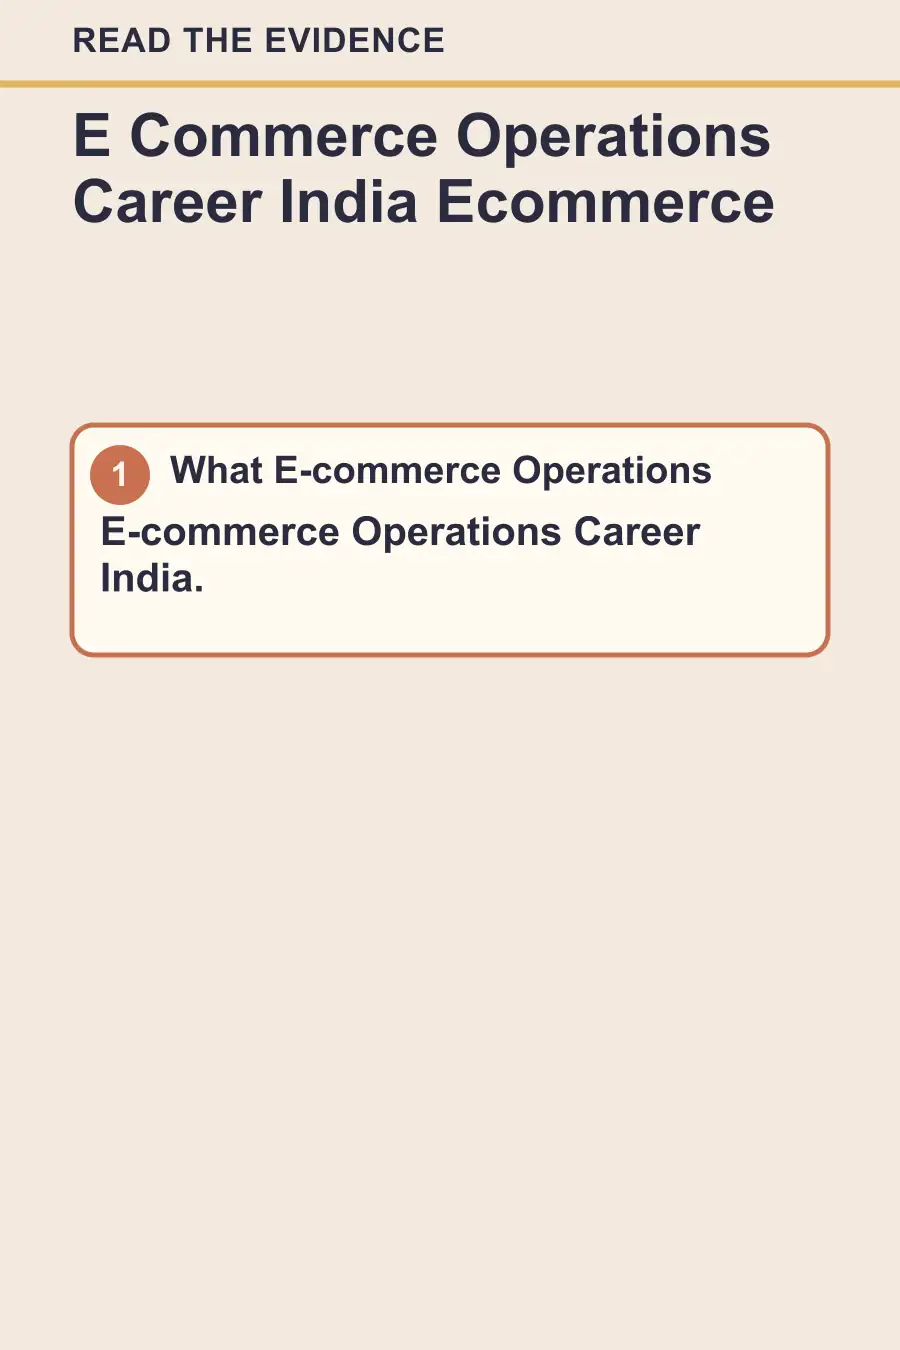 READ THE EVIDENCE
E Commerce Operations
Career India Ecommerce
1 What E-commerce Operations
E-commerce Operations Career
India.